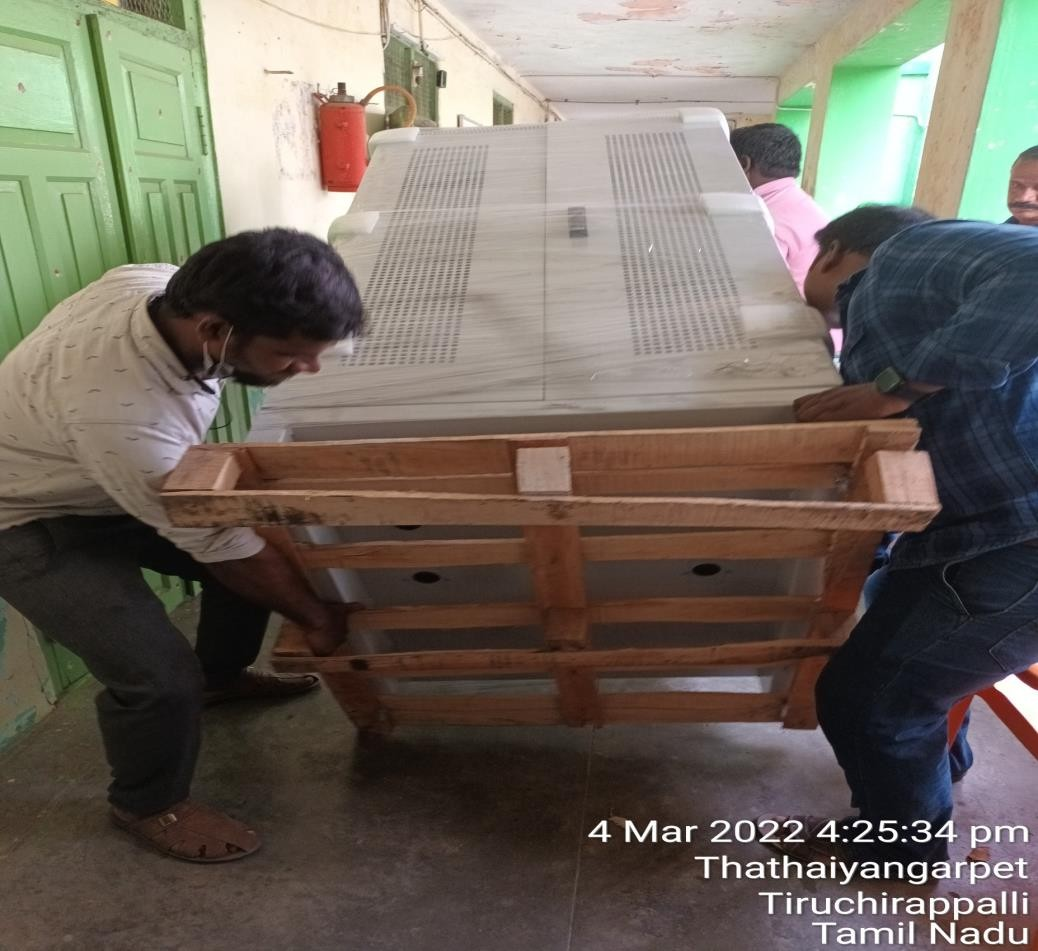 4 Mar 2022 4:25:34 pm
Thathaiyangarpet
Tiruchirappalli
Tamil Nadu